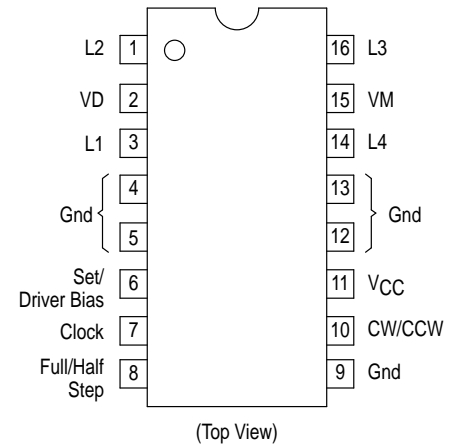 L2 1 16 L3
VD 2 15 VM
L1 3 14 L4
4 13
Gnd Gnd
5 12
Set/
Driver Bias 6 11 VCC
Clock 7 10 CW/CCW
Full/Half
Step 8 9 Gnd
(Top View)